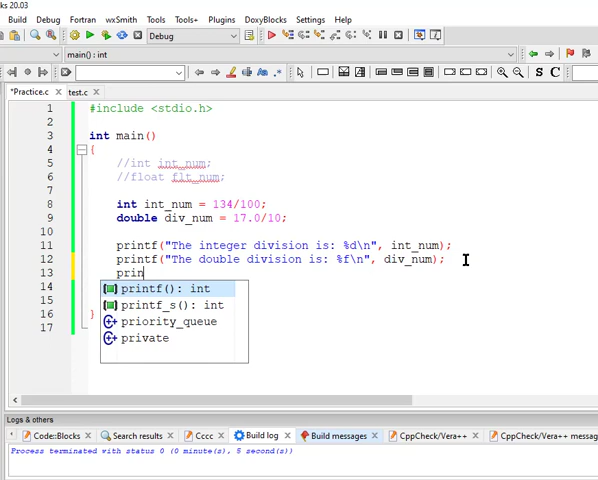 ks 20.03
Build Debug Fortran wxSmith Tools Tools+ Plugins DoxyBlocks Settings Help
Debug
main() : int
S C
*Practice.c test.c
1 #include <stdio.h>
2
3 int main()
4 {
5 //int int_num;
6 //float flt_num;
7
8 int int_num = 134/100;
9 double div_num = 17.0/10;
10
11 printf("The integer division is: %d\n", int_num);
12 printf("The double division is: %f\n", div_num);
13 prin
14 printf(): int
15 printf_s(): int
priority_queue
16 }
private
17
Logs & others
Code::Blocks Search results Cccc Build log Build messages CppCheck/Vera++ CppCheck/Vera++ messag
Process terminated with status 0 (0 minute(s), 5 second(s))